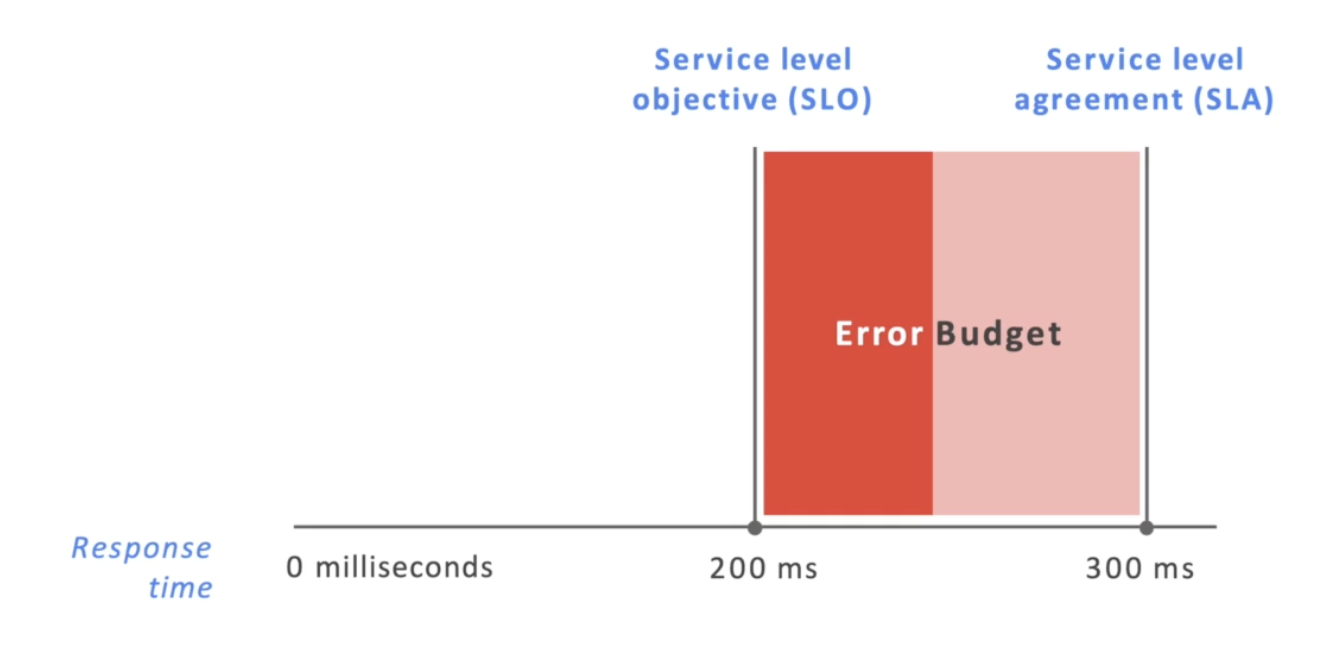 Service level
objective (SLO)
Service level
agreement (SLA)
Error Budget
Response
time
0 milliseconds
200 ms
300 ms